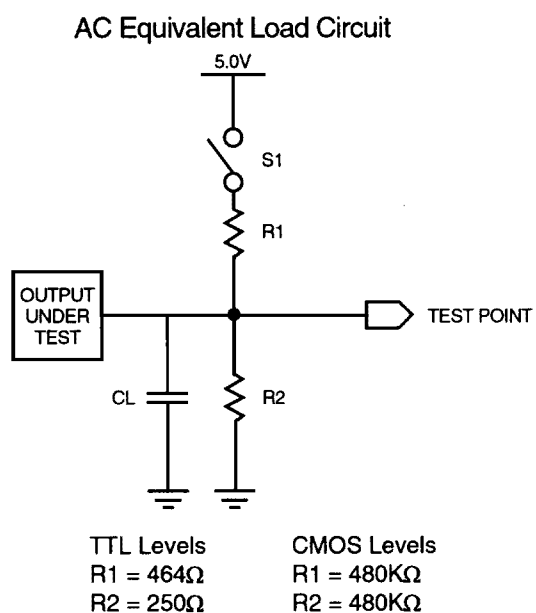 AC Equivalent Load Circuit
5.0V
S1
R1
OUTPUT
UNDER
TEST
TEST POINT
CL
R2
TTL Levels
R1 = 464Ω
R2 = 250Ω
CMOS Levels
R1 = 480KΩ
R2 = 480KΩ